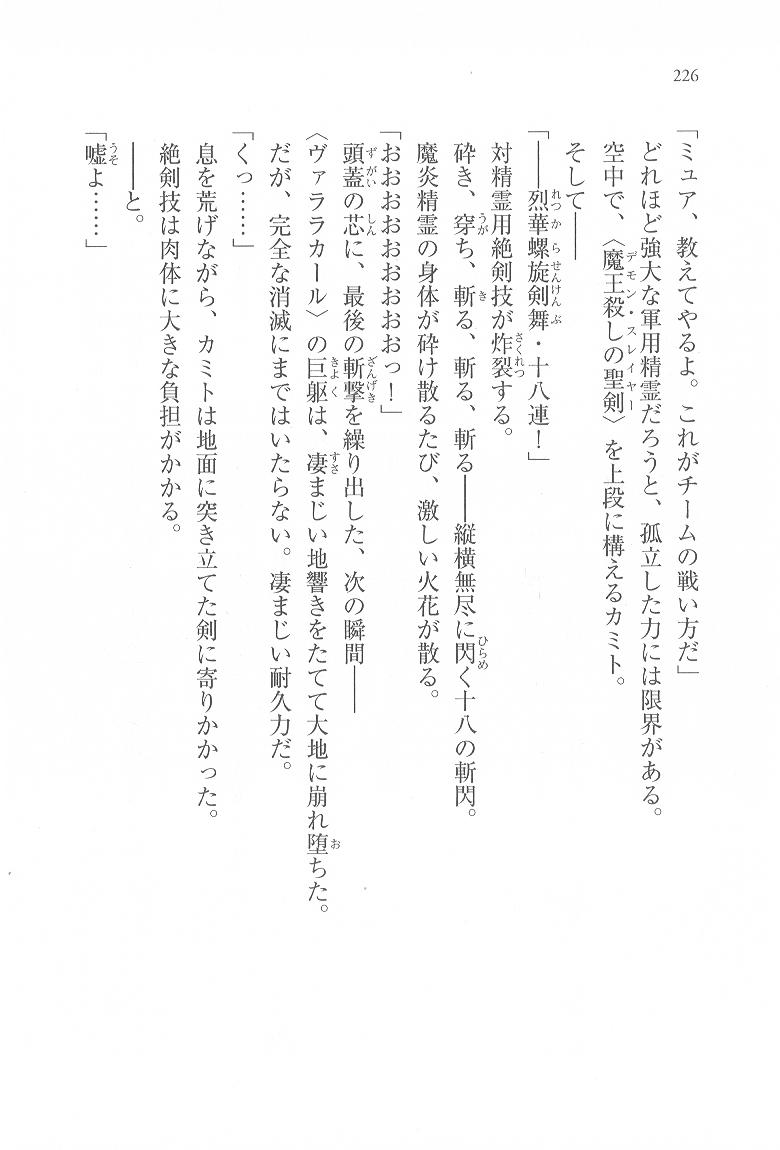 226
「ミュア、教えてやるよ。これがチームの戦い方だ」
どれほど強大な軍用精霊だろうと、孤立した力には限界がある。
空中で、〈魔王殺しの聖剣〉を上段に構えるカミト。
デモン・スレイヤー
そして――
「――烈華螺旋剣舞・十八連！」
れつからせんけんぶ
対精霊用絶剣技が炸裂する。
さくれつ
砕き、穿ち、斬る、斬る、斬る――縦横無尽に閃く十八の斬閃。
うが
き
ひらめ
魔炎精霊の身体が砕け散るたび、激しい火花が散る。
「おおおおおおおおおっ！」
頭蓋の芯に、最後の斬撃を繰り出した、次の瞬間――
ずがい
しん
ざんげき
〈ヴァララカール〉の巨躯は、凄まじい地響きをたてて大地に崩れ堕ちた。
きよく
すさ
お
だが、完全な消滅にまではいたらない。凄まじい耐久力だ。
「くっ……」
息を荒げながら、カミトは地面に突き立てた剣に寄りかかった。
絶剣技は肉体に大きな負担がかかる。
――と。
「嘘よ……」
うそ